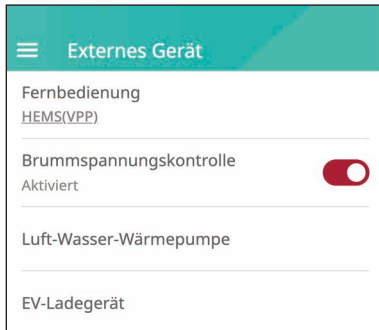 Externes Gerät
Fernbedienung
HEMS(VPP)
Brummspannungskontrolle
Aktiviert
Luft-Wasser-Wärmepumpe
EV-Ladegerät